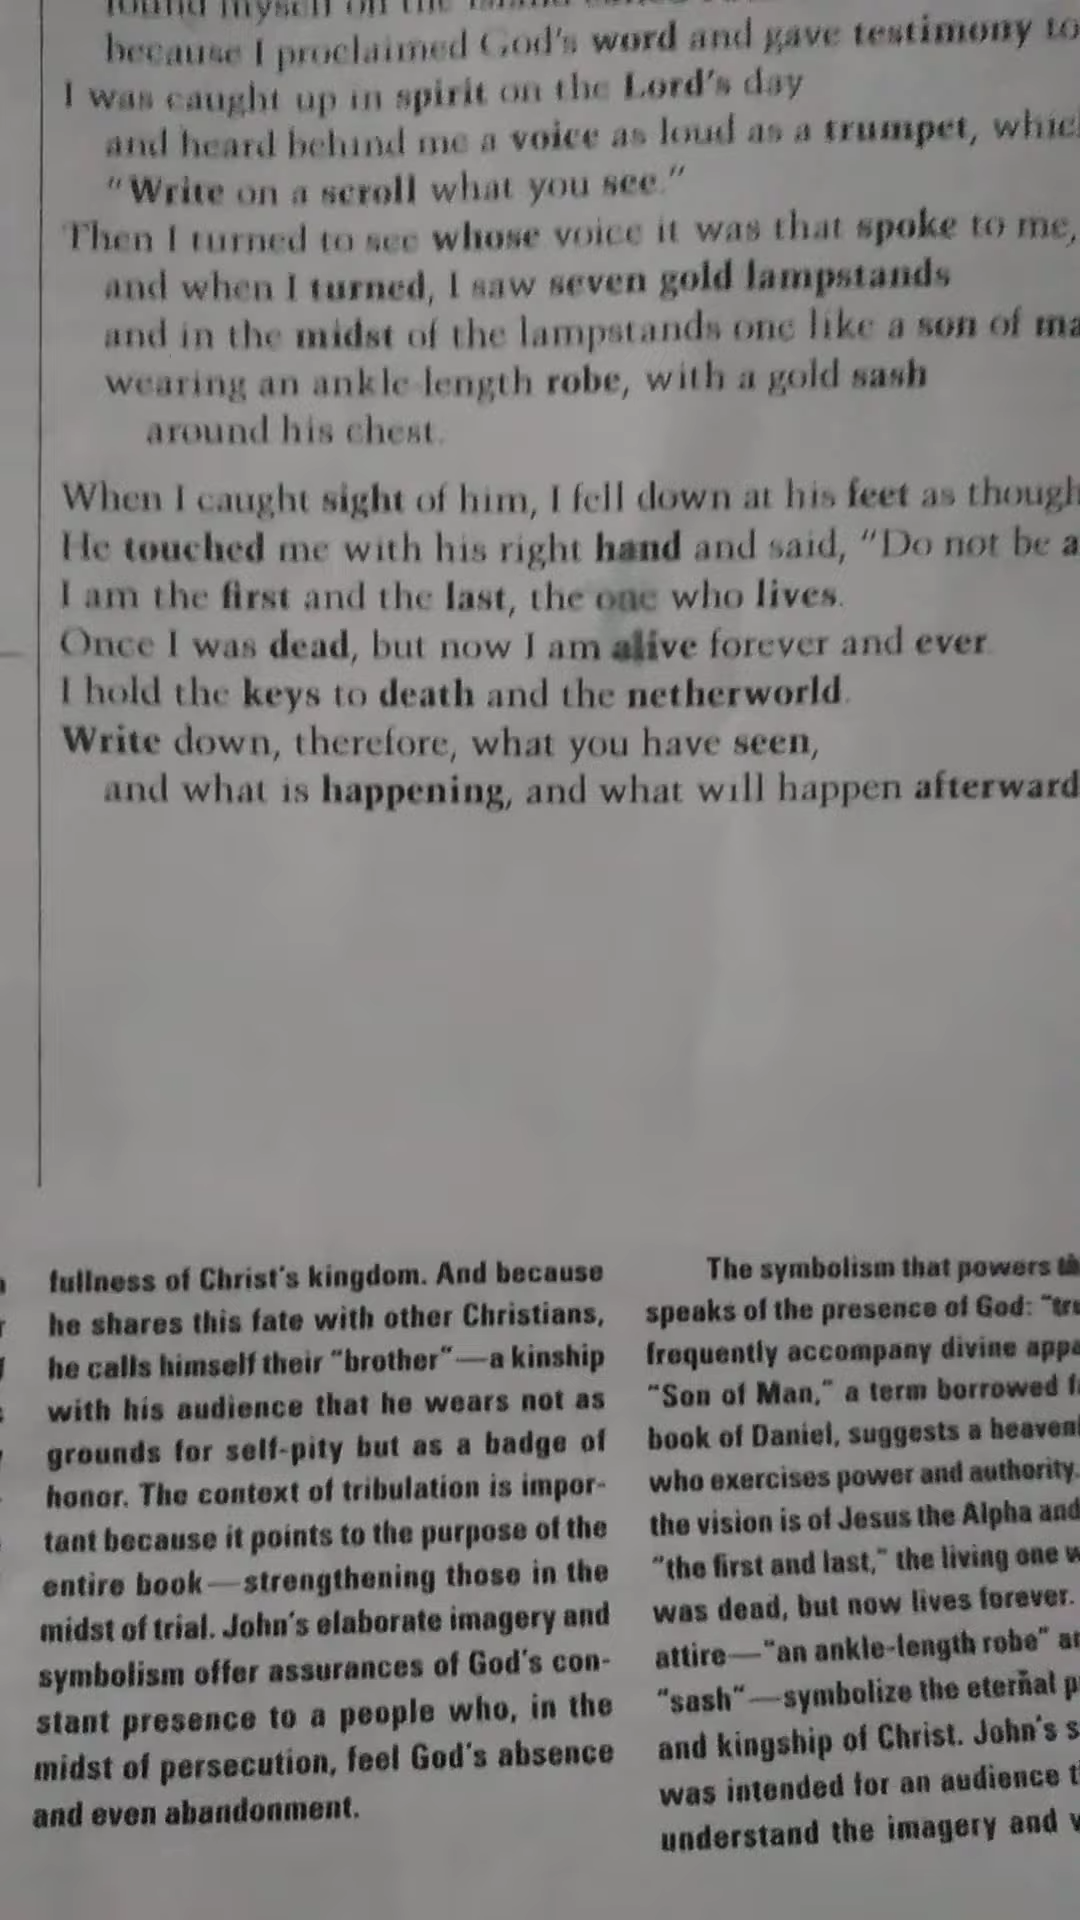 found myself on the island
because I proclaimed God's word and gave testimony to
I was caught up in spirit on the Lord's day
and heard behind me a voice as loud as a trumpet, whic
"Write on a scroll what you see."
Then I turned to see whose voice it was that spoke to me,
and when I turned, I saw seven gold lampstands
and in the midst of the lampstands one like a son of ma
wearing an ankle-length robe, with a gold sash
around his chest.
When I caught sight of him, I fell down at his feet as though
He touched me with his right hand and said, "Do not be a
I am the first and the last, the one who lives.
Once I was dead, but now I am alive forever and ever.
I hold the keys to death and the netherworld.
Write down, therefore, what you have seen,
and what is happening, and what will happen afterward
fullness of Christ's kingdom. And because
he shares this fate with other Christians,
he calls himself their "brother"—a kinship
with his audience that he wears not as
grounds for self-pity but as a badge of
honor. The context of tribulation is impor-
tant because it points to the purpose of the
entire book—strengthening those in the
midst of trial. John's elaborate imagery and
symbolism offer assurances of God's con-
stant presence to a people who, in the
midst of persecution, feel God's absence
and even abandonment.
The symbolism that powers th
speaks of the presence of God: "tru
frequently accompany divine appa
"Son of Man," a term borrowed f
book of Daniel, suggests a heavenl
who exercises power and authority.
the vision is of Jesus the Alpha and
"the first and last," the living one w
was dead, but now lives forever.
attire—"an ankle-length robe" an
"sash"—symbolize the eternal p
and kingship of Christ. John's s
was intended for an audience t
understand the imagery and v